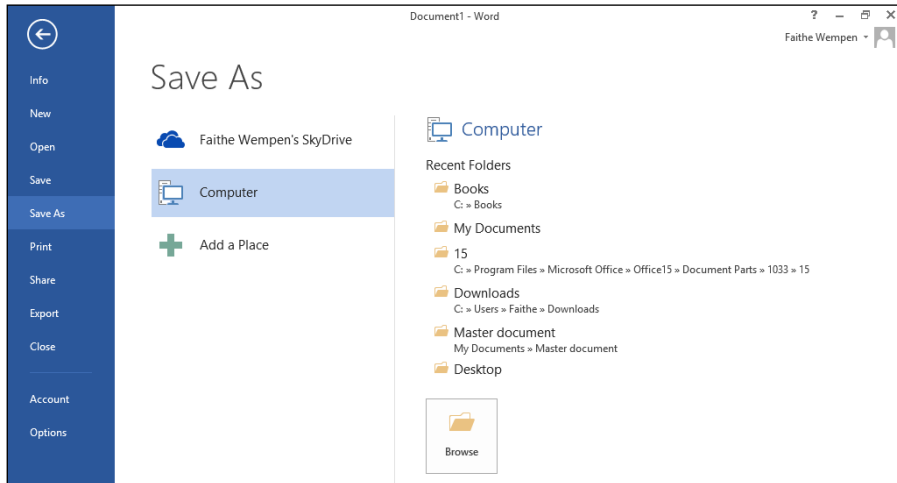 Document1 - Word
?
Faithe Wempen
Info
New
Open
Save
Save As
Print
Share
Export
Close
Account
Options
Save As
Faithe Wempen's SkyDrive
Computer
Add a Place
Computer
Recent Folders
Books
C: » Books
My Documents
15
C: » Program Files » Microsoft Office » Office15 » Document Parts » 1033 » 15
Downloads
C: » Users » Faithe » Downloads
Master document
My Documents » Master document
Desktop
Browse